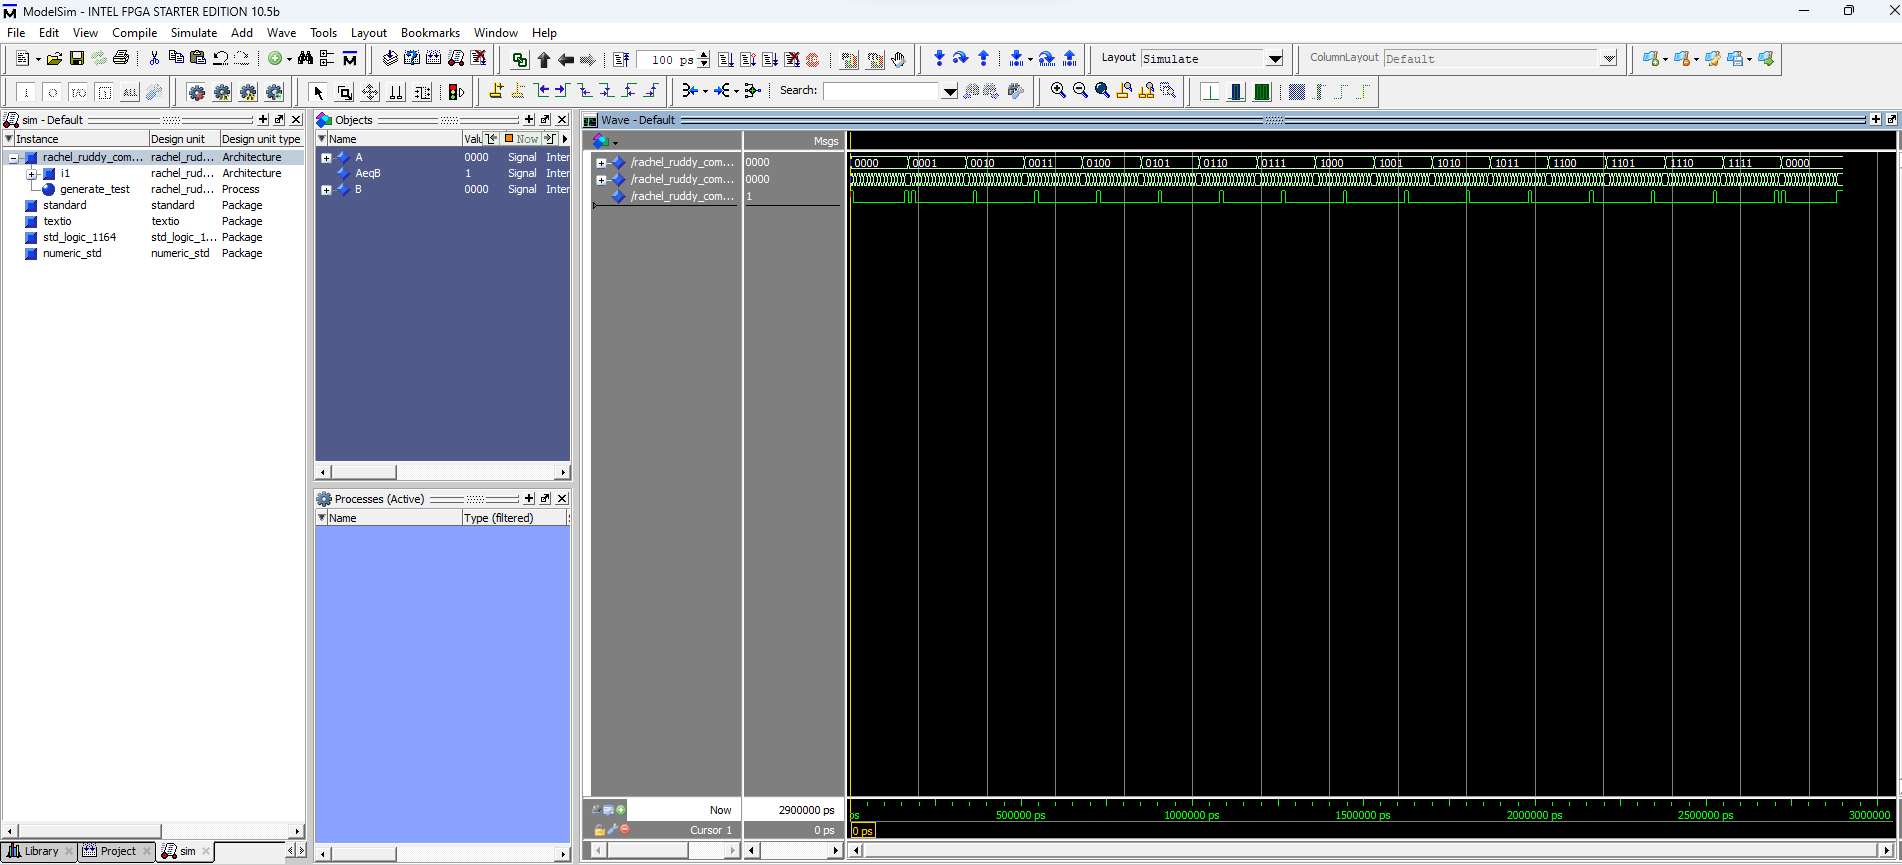 ModelSim - INTEL FPGA STARTER EDITION 10.5b
File Edit View Compile Simulate Add Wave Tools Layout Bookmarks Window Help
100 ps
Layout Simulate
ColumnLayout Default
Search:
sim - Default
Instance Design unit Design unit type
rachel_ruddy_com... rachel_rud... Architecture
i1 rachel_rud... Architecture
generate_test rachel_rud... Process
standard standard Package
textio textio Package
std_logic_1164 std_logic_1... Package
numeric_std numeric_std Package
Library Project sim
Objects
Name Valu Now
A 0000 Signal Inter
AeqB 1 Signal Inter
B 0000 Signal Inter
Processes (Active)
Name Type (filtered)
Wave - Default
Msgs
/rachel_ruddy_com... 0000 0000 0001 0010 0011 0100 0101 0110 0111 1000 1001 1010 1011 1100 1101 1110 1111 0000
/rachel_ruddy_com... 0000
/rachel_ruddy_com... 1
Now 2900000 ps
ps 500000 ps 1000000 ps 1500000 ps 2000000 ps 2500000 ps 3000000
Cursor 1 0 ps
0 ps